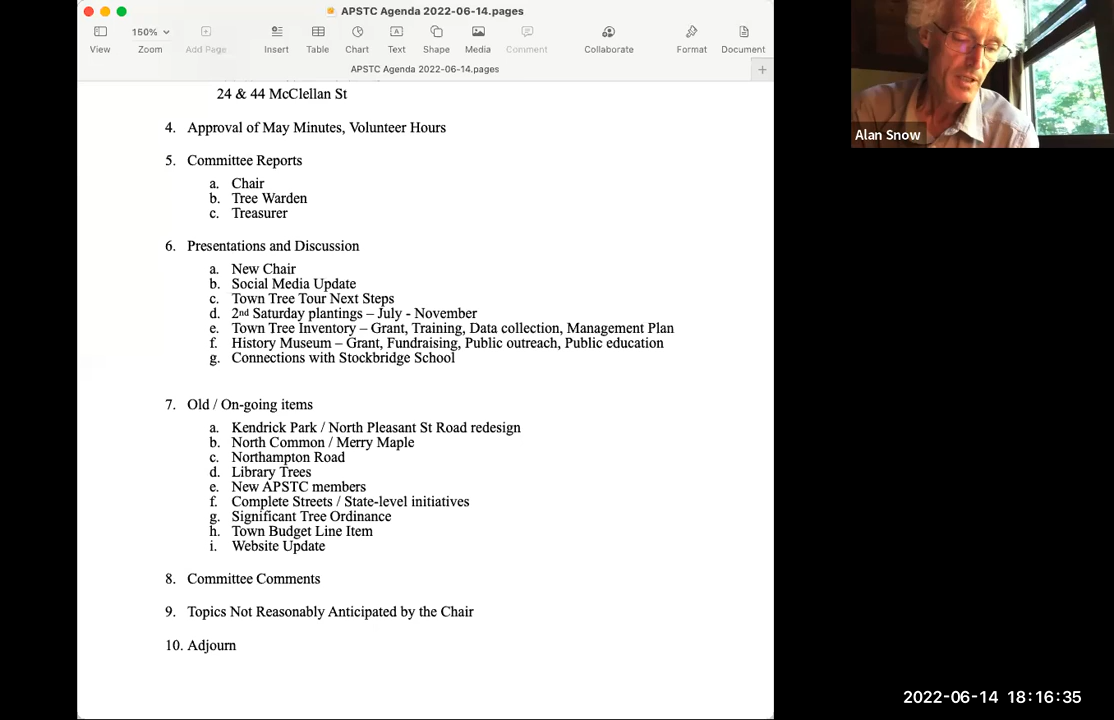 APSTC Agenda 2022-06-14.pages
150%
View
Zoom
Add Page
Insert
Table
Chart
Text
Shape
Media
Comment
Collaborate
Format
Document
APSTC Agenda 2022-06-14.pages
24 & 44 McClellan St
4. Approval of May Minutes, Volunteer Hours
5. Committee Reports
a. Chair
b. Tree Warden
c. Treasurer
6. Presentations and Discussion
a. New Chair
b. Social Media Update
c. Town Tree Tour Next Steps
d. 2nd Saturday plantings – July - November
e. Town Tree Inventory – Grant, Training, Data collection, Management Plan
f. History Museum – Grant, Fundraising, Public outreach, Public education
g. Connections with Stockbridge School
7. Old / On-going items
a. Kendrick Park / North Pleasant St Road redesign
b. North Common / Merry Maple
c. Northampton Road
d. Library Trees
e. New APSTC members
f. Complete Streets / State-level initiatives
g. Significant Tree Ordinance
h. Town Budget Line Item
i. Website Update
8. Committee Comments
9. Topics Not Reasonably Anticipated by the Chair
10. Adjourn
Alan Snow
2022-06-14 18:16:35